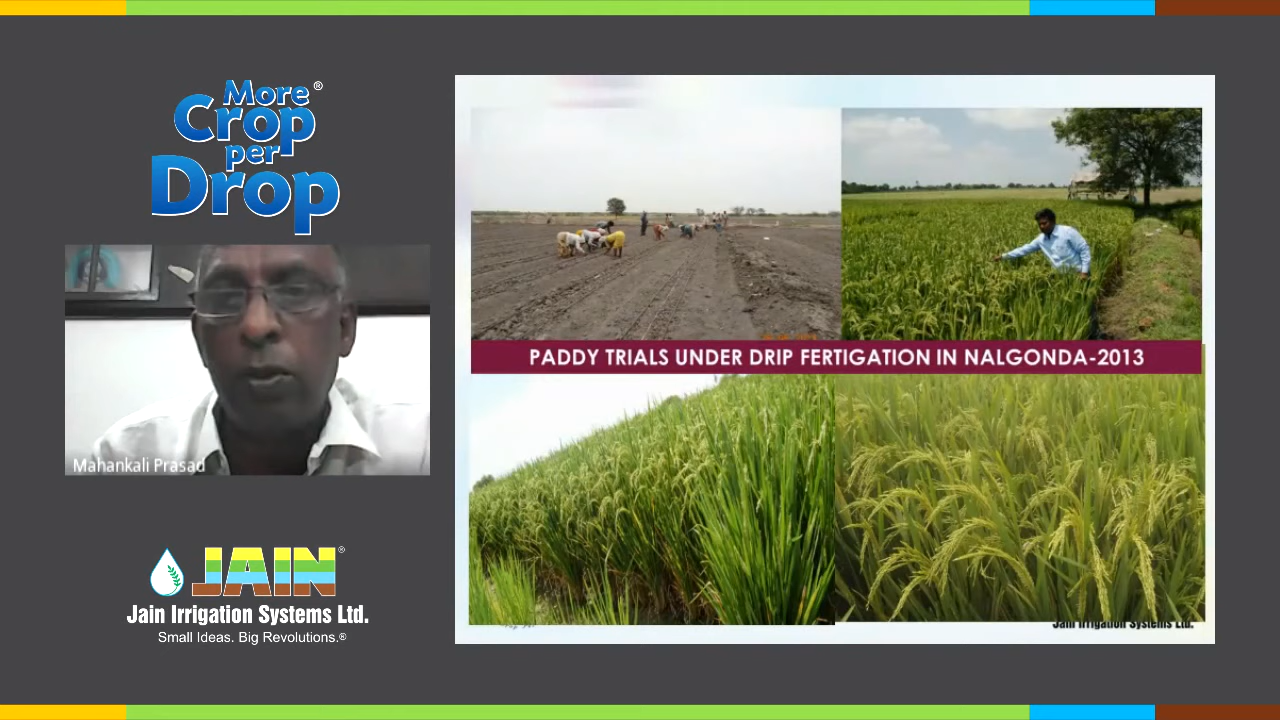 More®
Crop
per
Drop
Mahankali Prasad
JAIN®
Jain Irrigation Systems Ltd.
Small Ideas. Big Revolutions.®
PADDY TRIALS UNDER DRIP FERTIGATION IN NALGONDA-2013
Jain Irrigation Systems Ltd.